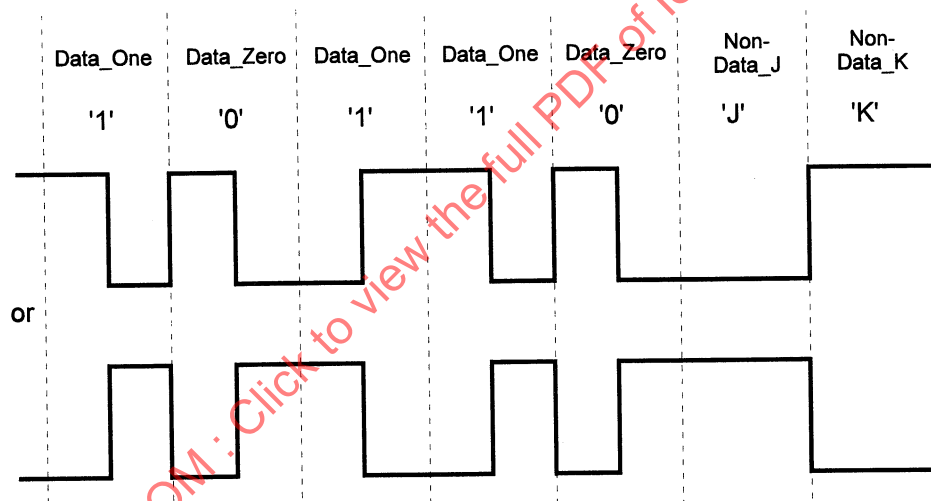 Data_One Data_Zero Data_One Data_One Data_Zero Non-Data_J Non-Data_K
'1' '0' '1' '1' '0' 'J' 'K'
or
OM : Click to view the full PDF of